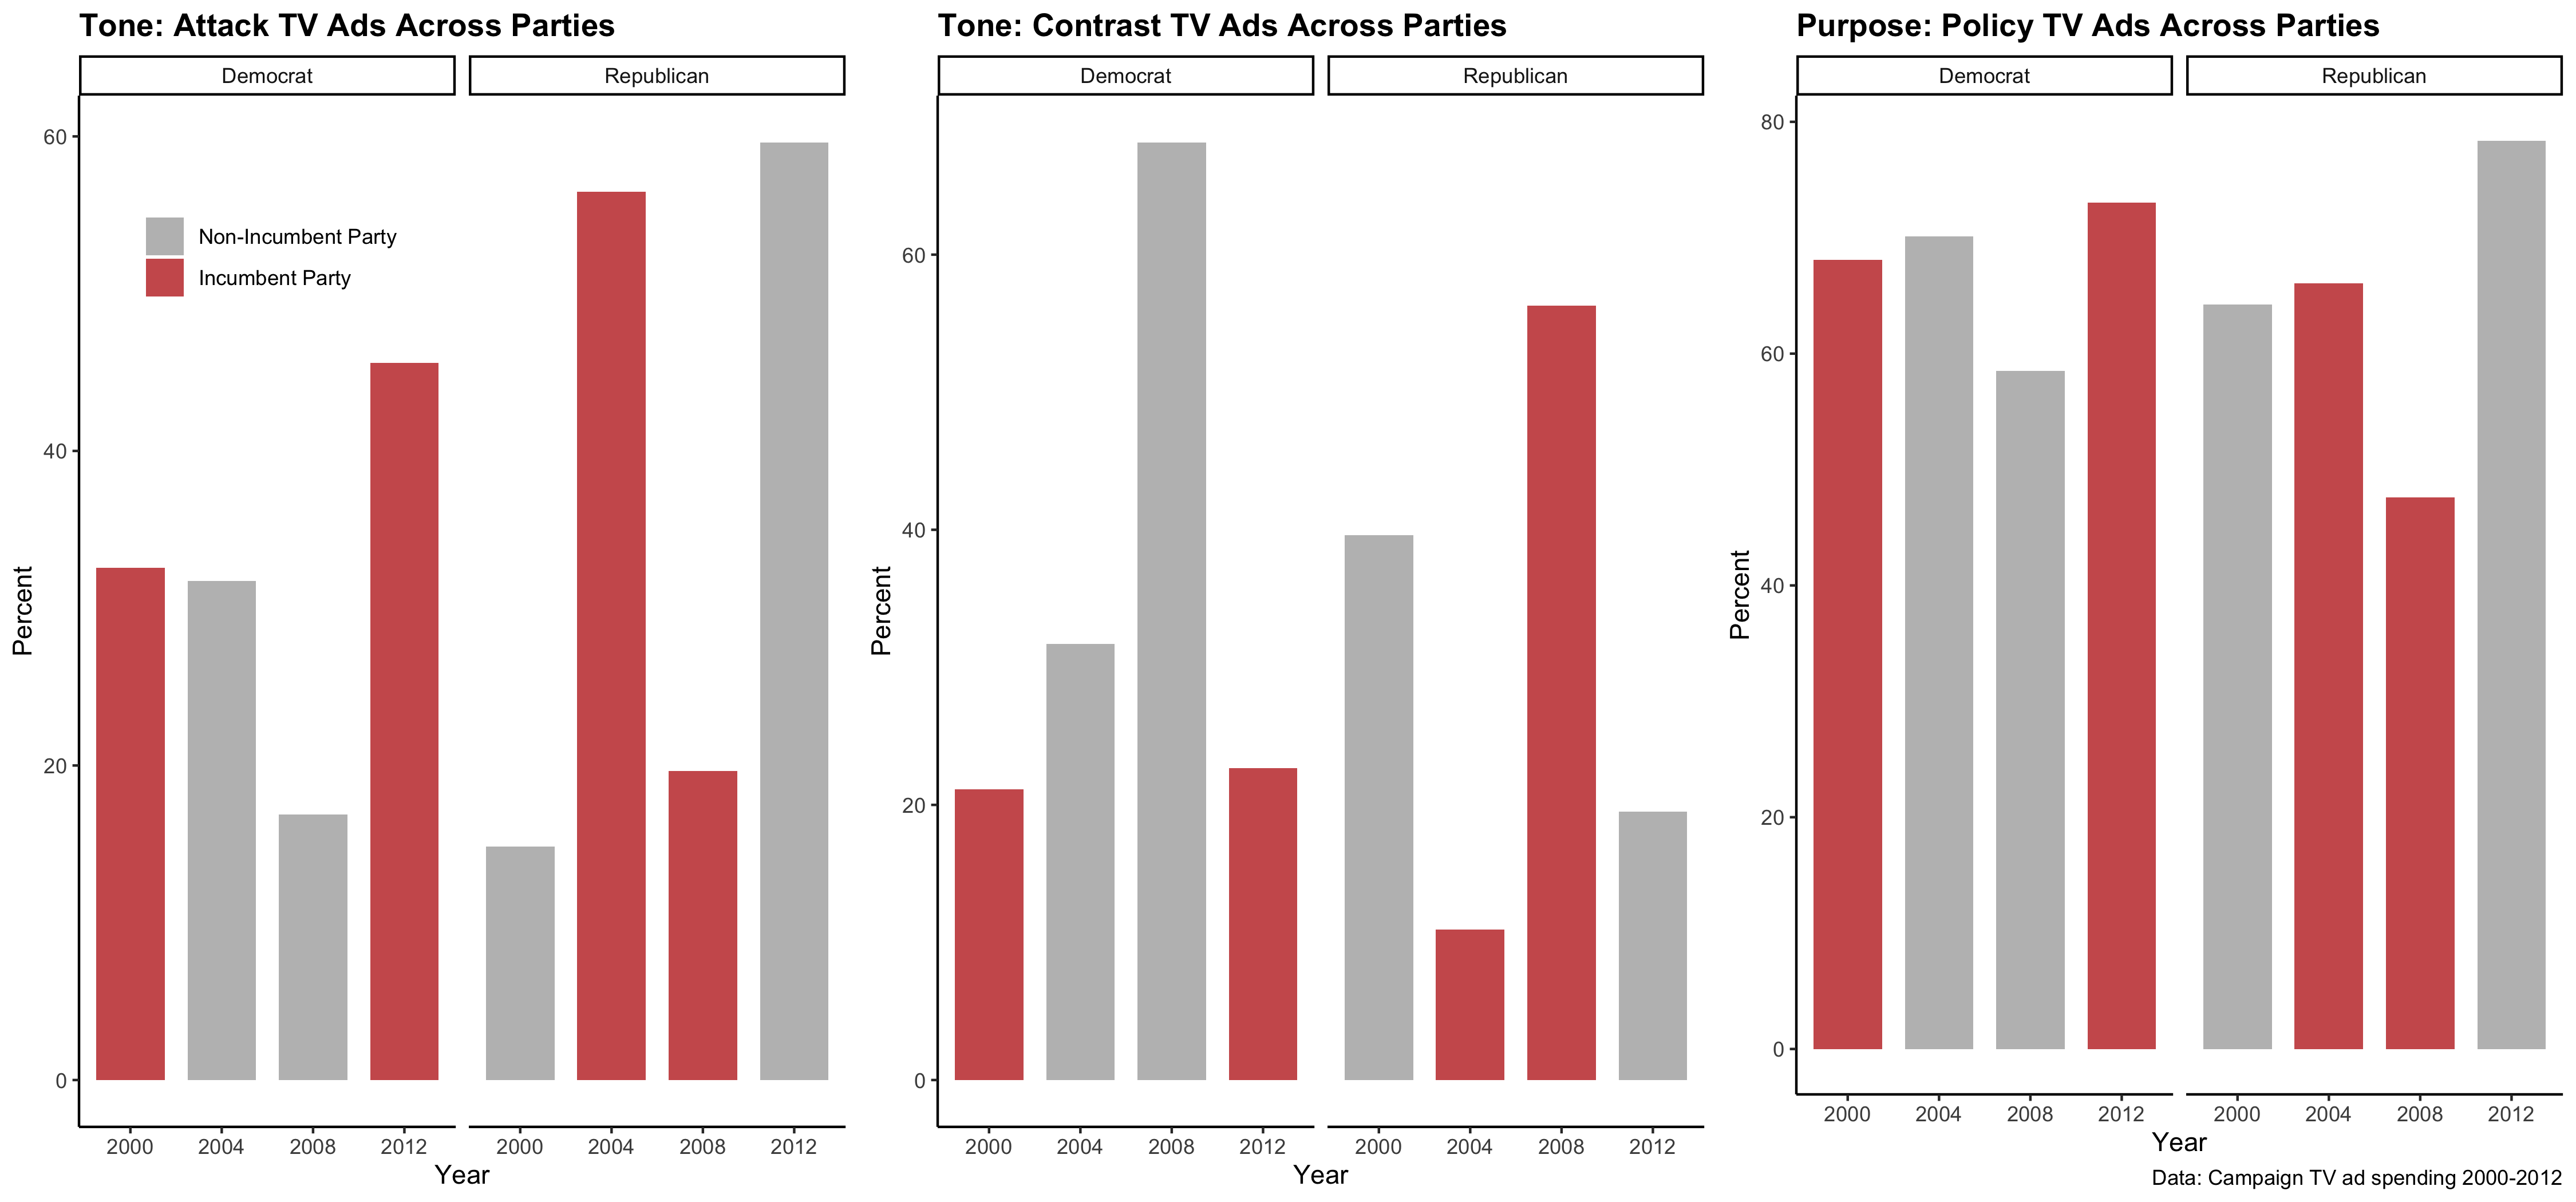 Tone: Attack TV Ads Across Parties
Democrat
Republican
60
40
20
0
Percent
Non-Incumbent Party
Incumbent Party
2000 2004 2008 2012
2000 2004 2008 2012
Year
Tone: Contrast TV Ads Across Parties
Democrat
Republican
60
40
20
0
Percent
2000 2004 2008 2012
2000 2004 2008 2012
Year
Purpose: Policy TV Ads Across Parties
Democrat
Republican
80
60
40
20
0
Percent
2000 2004 2008 2012
2000 2004 2008 2012
Year
Data: Campaign TV ad spending 2000-2012